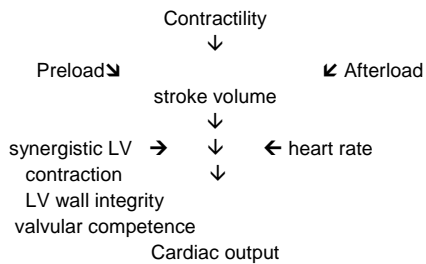 Contractility
↓
Preload↘ ↙ Afterload
stroke volume
↓
synergistic LV → ↓ ← heart rate
contraction ↓
LV wall integrity
valvular competence
Cardiac output